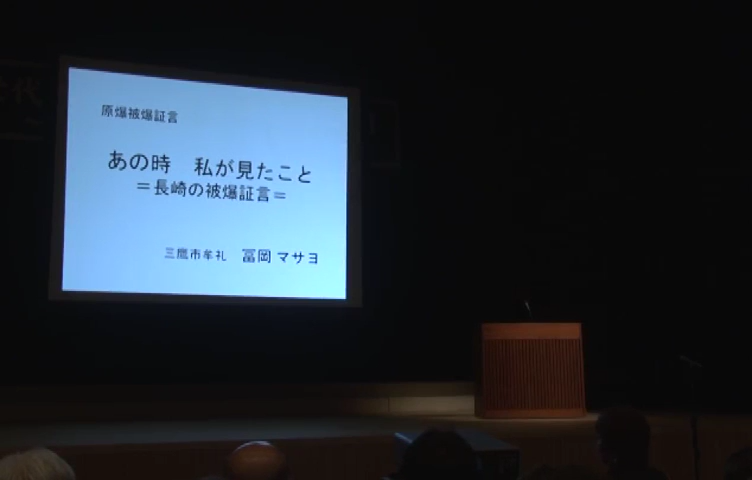 原爆被爆証言
あの時 私が見たこと
=長崎の被爆証言=
三鷹市牟礼 冨岡 マサヨ